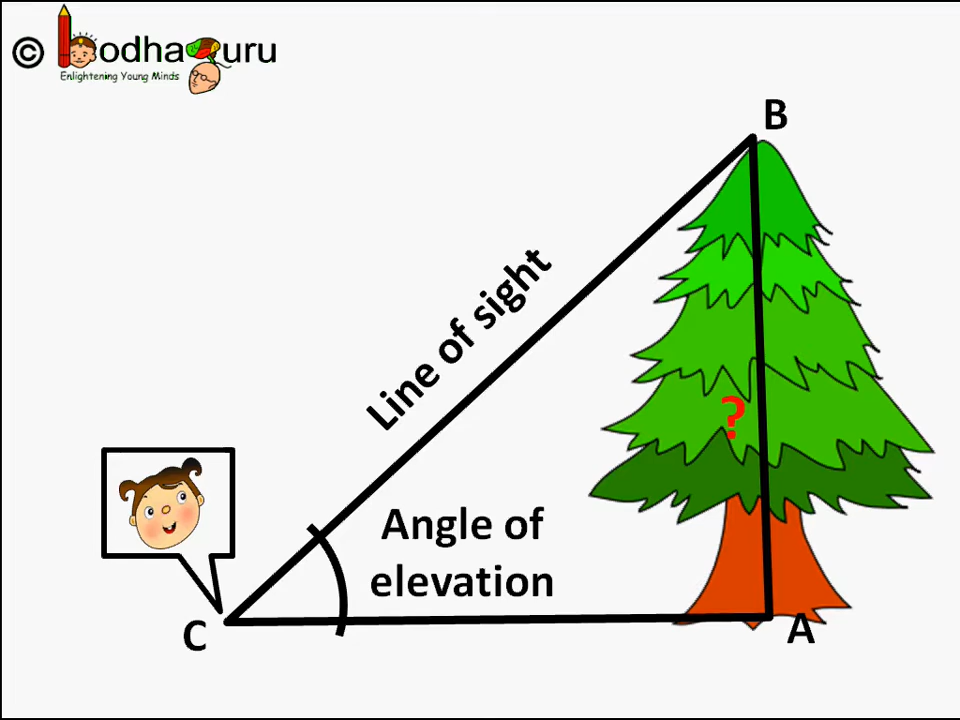 © BodhaGuru
Enlightening Young Minds
B
Line of sight
?
Angle of
elevation
C
A